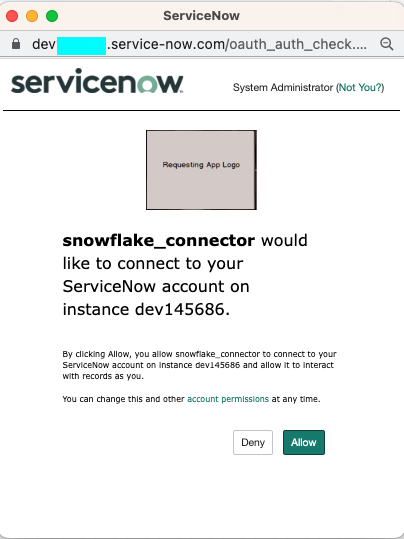 ServiceNow
dev .service-now.com/oauth_auth_check....
servicenow
System Administrator (Not You?)
Requesting App Logo
snowflake_connector would
like to connect to your
ServiceNow account on
instance dev145686.
By clicking Allow, you allow snowflake_connector to connect to your
ServiceNow account on instance dev145686 and allow it to interact
with records as you.
You can change this and other account permissions at any time.
Deny
Allow